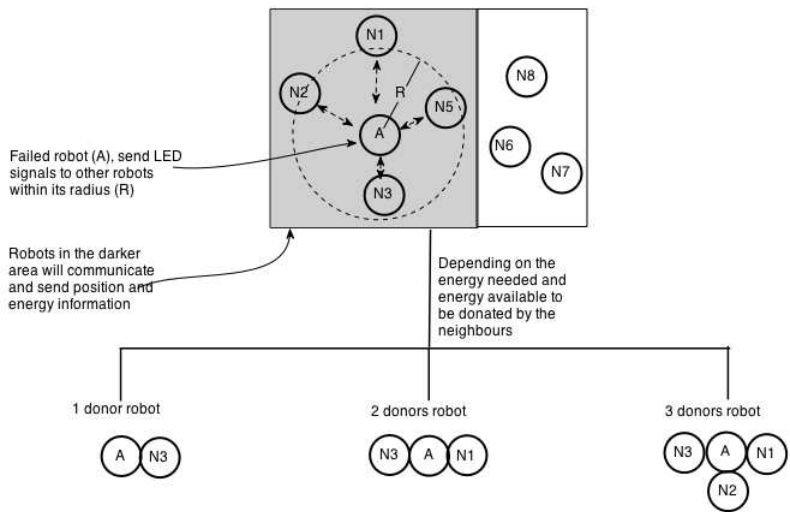 N1
N8
N2
R
N5
A
N6
Failed robot (A), send LED
signals to other robots
within its radius (R)
N7
N3
Robots in the darker
area will communicate
and send position and
energy information
Depending on the
energy needed and
energy available to
be donated by the
neighbours
1 donor robot
2 donors robot
3 donors robot
A N3
N3 A N1
N3 A N1
N2